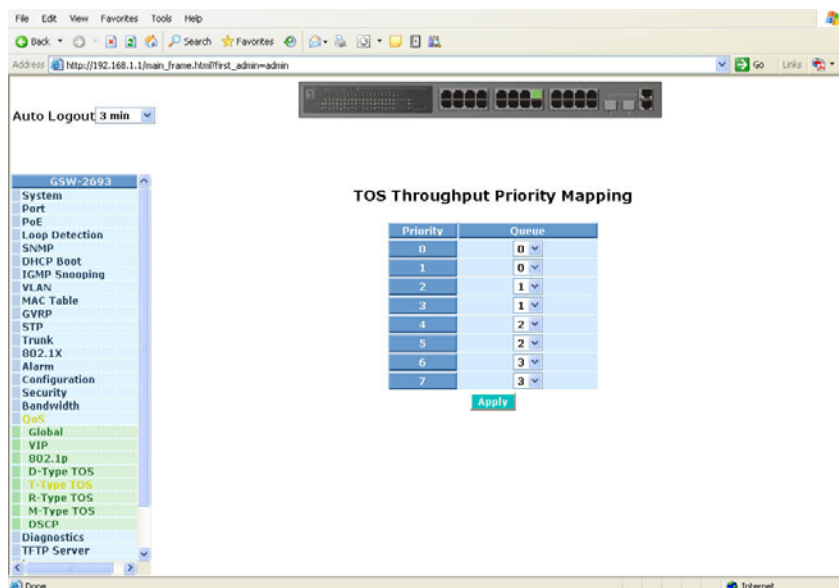 File Edit View Favorites Tools Help
Back Search Favorites
Address http://192.168.1.1/main_frame.html?first_admin=admin Go Links
Auto Logout 3 min
GSW-2693
System
Port
PoE
Loop Detection
SNMP
DHCP Boot
IGMP Snooping
VLAN
MAC Table
GVRP
STP
Trunk
802.1X
Alarm
Configuration
Security
Bandwidth
QoS
Global
VIP
802.1p
D-Type TOS
T-Type TOS
R-Type TOS
M-Type TOS
DSCP
Diagnostics
TFTP Server
TOS Throughput Priority Mapping
Priority Queue
0 0
1 0
2 1
3 1
4 2
5 2
6 3
7 3
Apply
Done Internet